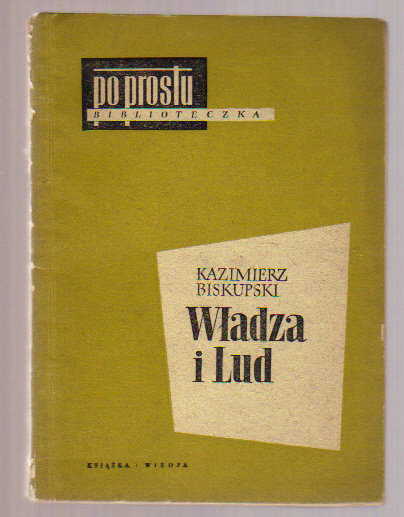 po prostu
BIBLIOTECZKA
KAZIMIERZ
BISKUPSKI
Władza
i Lud
KSIĄŻKA i WIEDZA